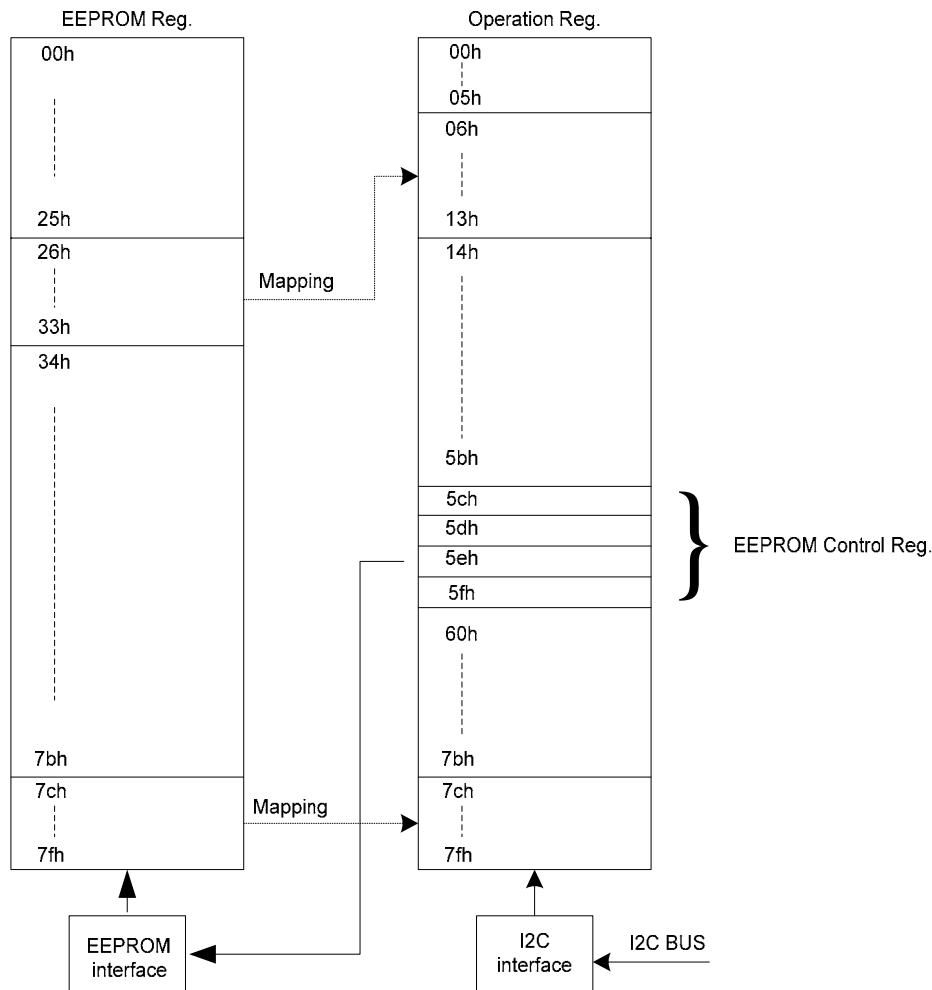 EEPROM Reg.
00h
25h
26h
33h
34h
7bh
7ch
7fh
Mapping
Mapping
EEPROM
interface
Operation Reg.
00h
05h
06h
13h
14h
5bh
5ch
5dh
5eh
5fh
60h
7bh
7ch
7fh
EEPROM Control Reg.
I2C
interface
I2C BUS